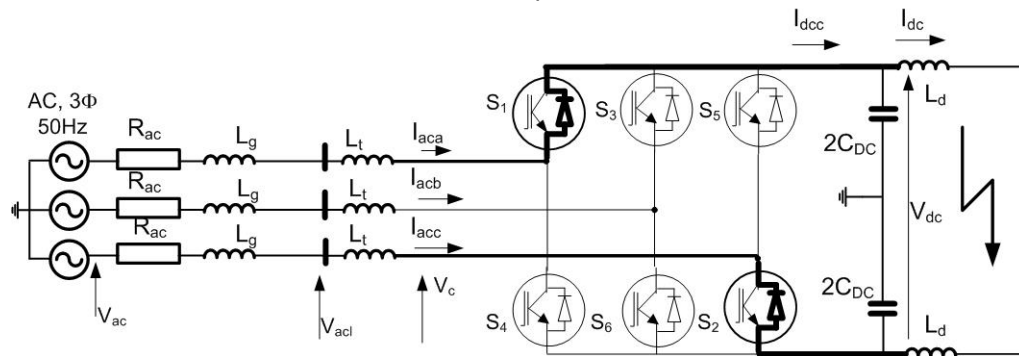 I_dcc
I_dc
AC, 3Φ
50Hz
R_ac
L_g
L_t
I_aca
S_1
S_3
S_5
L_d
2C_DC
R_ac
L_g
L_t
I_acb
R_ac
L_g
L_t
I_acc
V_dc
V_ac
V_acl
V_c
S_4
S_6
S_2
2C_DC
L_d